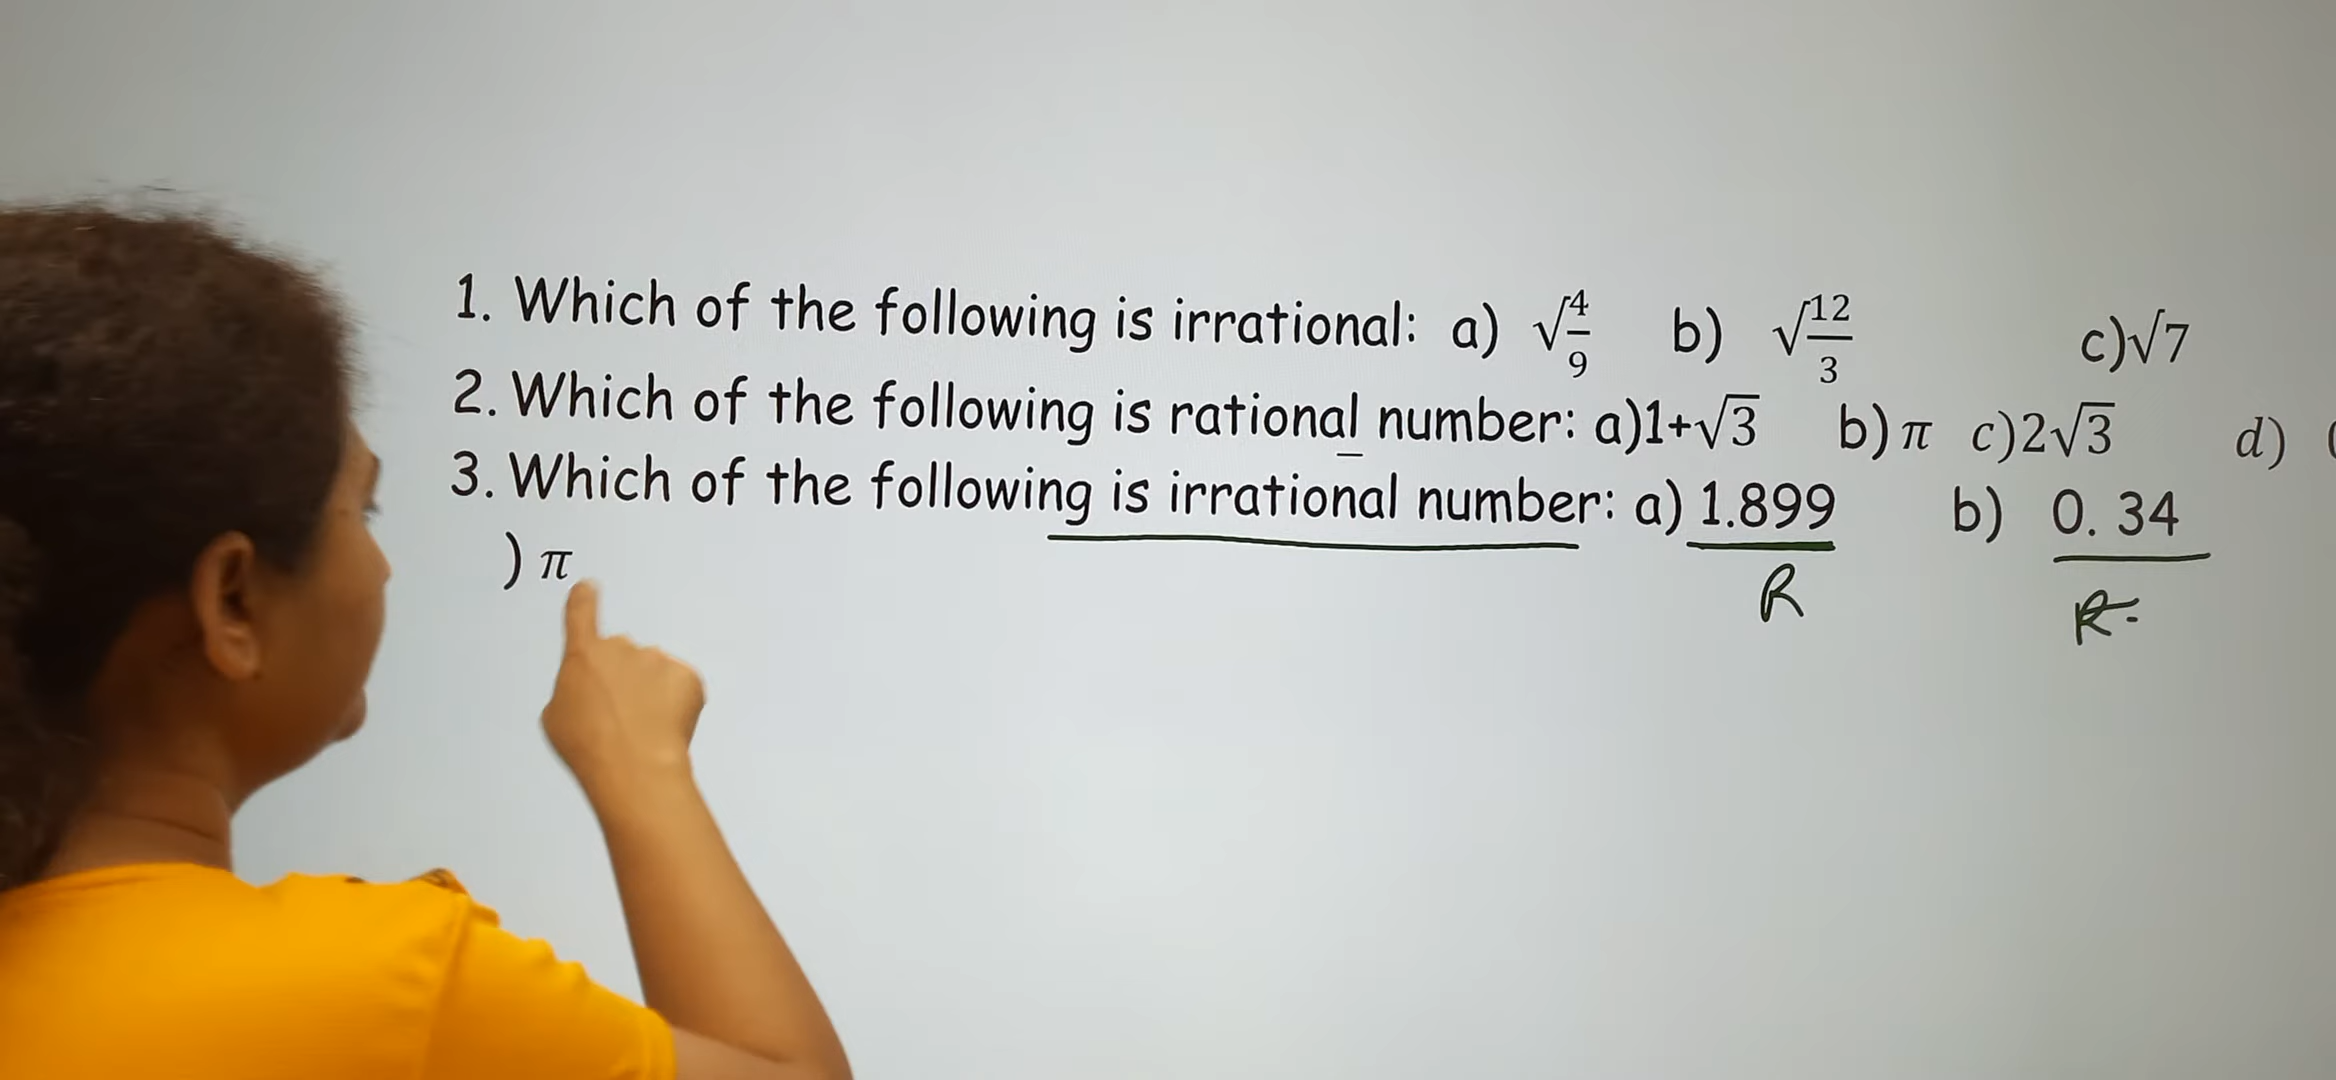 1. Which of the following is irrational: a) √4/9 b) √12/3 c)√7
2. Which of the following is rational number: a)1+√3 b)π c)2√3 d)
3. Which of the following is irrational number: a) 1.899 b) 0. 34
) π
R
R